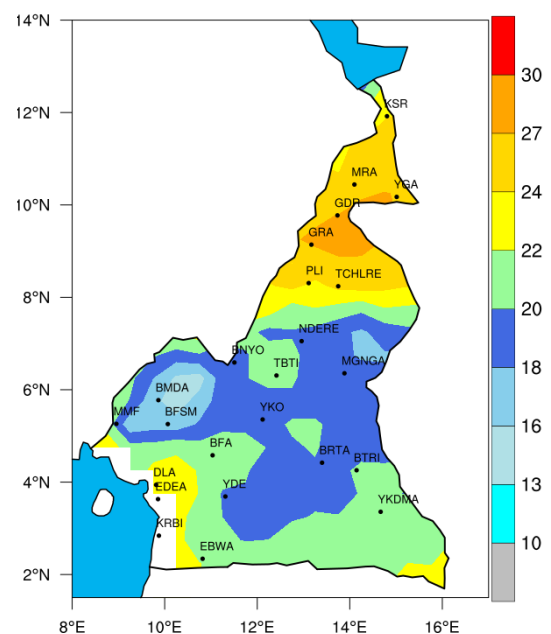 14°N
12°N
10°N
8°N
6°N
4°N
2°N
KSR
MRA
YGA
GDR
GRA
PLI
TCHLRE
NDERE
BNYO
TBTI
MGNGA
BMDA
MMF
BFSM
YKO
BFA
BRTA
BTRI
DLA
EDEA
YDE
YKDMA
KRBI
EBWA
8°E
10°E
12°E
14°E
16°E
30
27
24
22
20
18
16
13
10